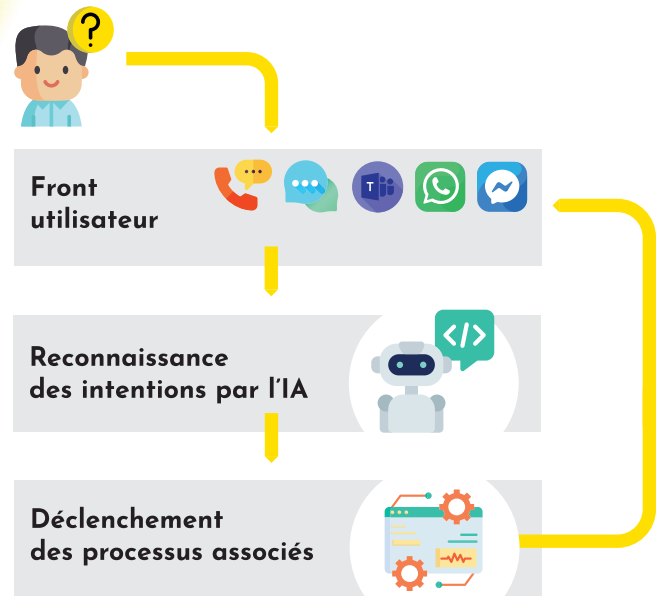 ?
Front
utilisateur
T
Reconnaissance
des intentions par l'IA
</>
Déclenchement
des processus associés